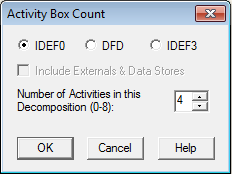 Activity Box Count
IDEF0 DFD IDEF3
Include Externals & Data Stores
Number of Activities in this
Decomposition (0-8):
4
OK Cancel Help